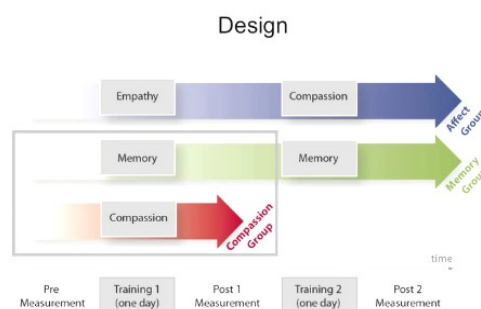 Design
Empathy
Compassion
Affect
Group
Memory
Memory
Memory
Group
Compassion
Compassion
Group
time
Pre
Measurement
Training 1
(one day)
Post 1
Measurement
Training 2
(one day)
Post 2
Measurement